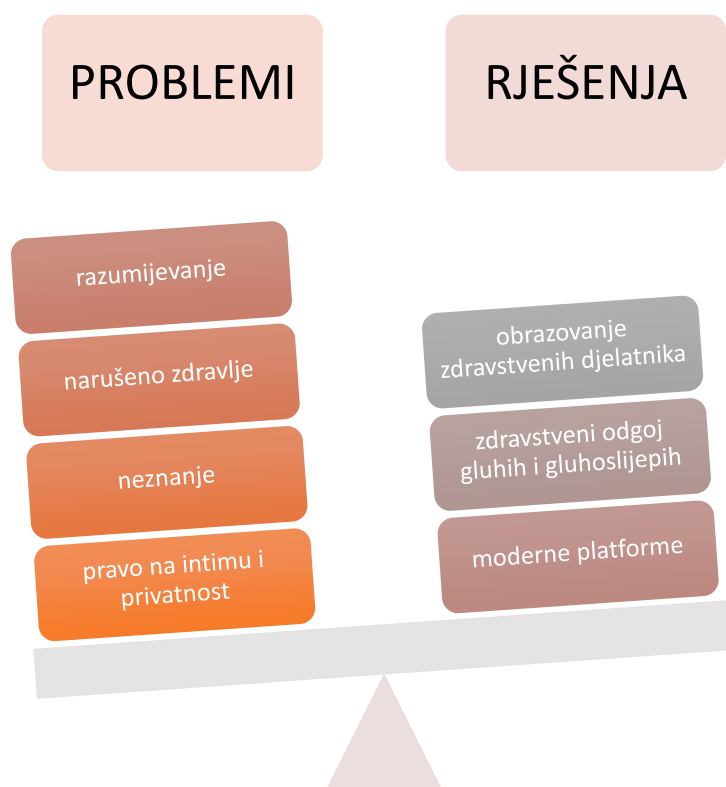 PROBLEMI
RJEŠENJA
razumijevanje
narušeno zdravlje
neznanje
pravo na intimu i
privatnost
obrazovanje
zdravstvenih djelatnika
zdravstveni odgoj
gluhih i gluhoslijepih
moderne platforme